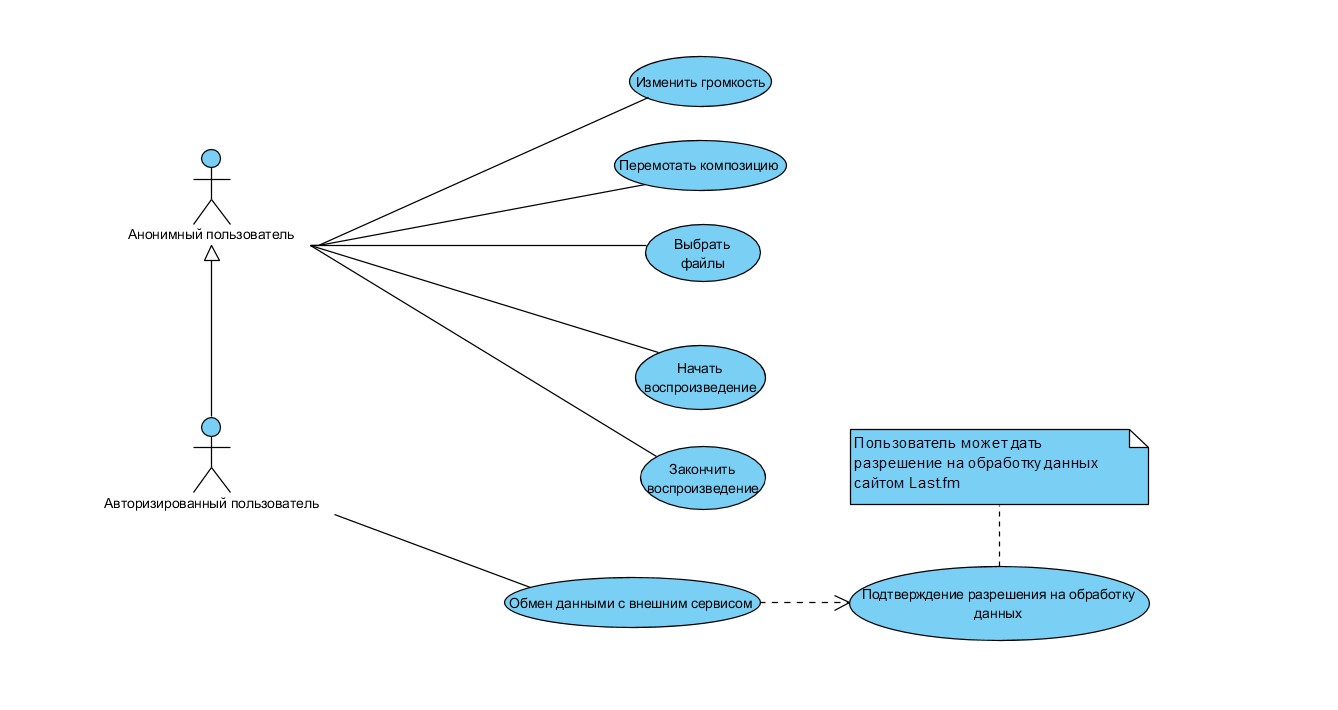 Изменить громкость
Перемотать композицию
Анонимный пользователь
Выбрать
файлы
Начать
воспроизведение
Закончить
воспроизведение
Пользователь может дать
разрешение на обработку данных
сайтом Last.fm
Авторизированный пользователь
Обмен данными с внешним сервисом
Подтверждение разрешения на обработку
данных